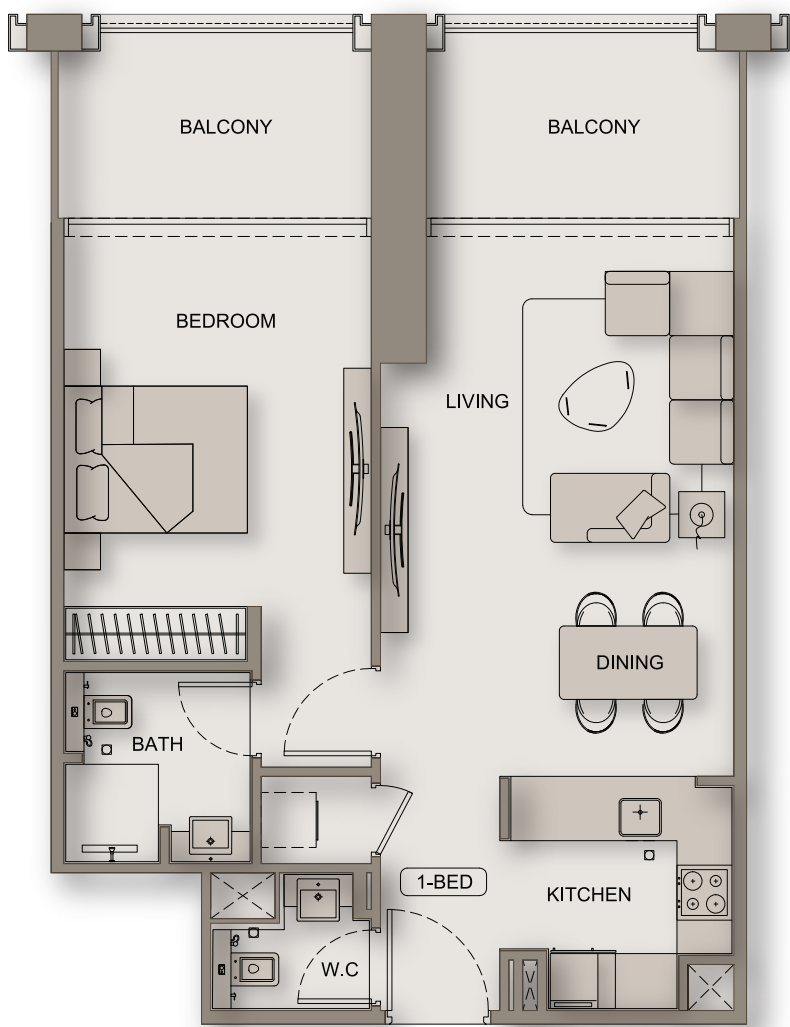 BALCONY
BALCONY
BEDROOM
LIVING
DINING
BATH
1-BED
KITCHEN
W.C